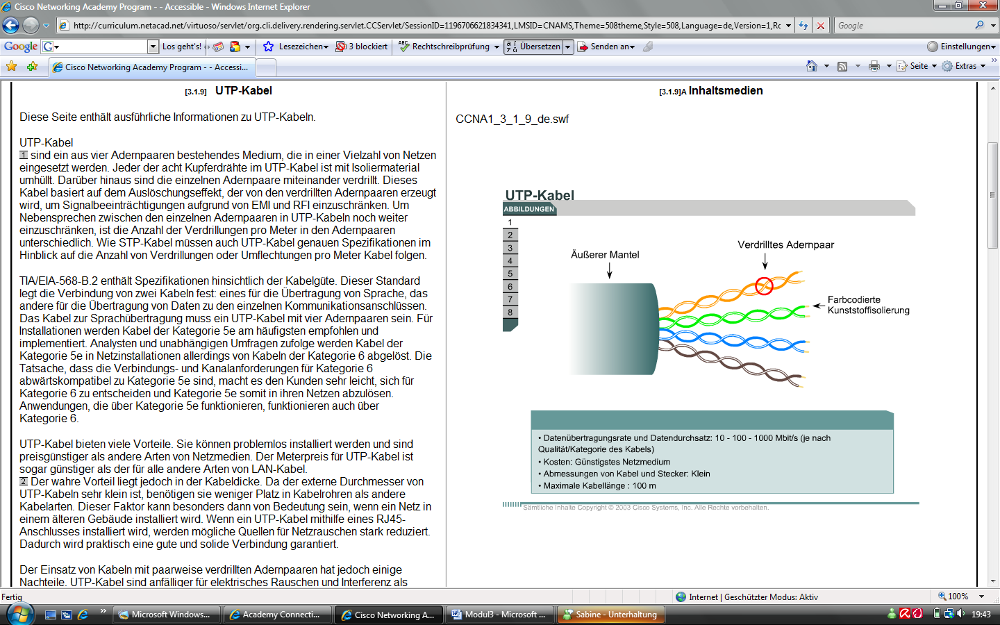 Cisco Networking Academy Program - - Accessible - Windows Internet Explorer
http://curriculum.netacad.net/virtuoso/servlet/org.cli.delivery.rendering.servlet.CCServlet/SessionID=1196706621834341,LMSID=CNAMS,Theme=508theme,Style=508,Language=de,Version=1,Rc
Google
Google G Los geht's! Lesezeichen 3 blockiert ABC Rechtschreibprüfung Übersetzen Senden an Einstellungen
Cisco Networking Academy Program - - Accessi... Seite Extras
[3.1.9] UTP-Kabel
Diese Seite enthält ausführliche Informationen zu UTP-Kabeln.
UTP-Kabel
1 sind ein aus vier Adernpaaren bestehendes Medium, die in einer Vielzahl von Netzen
eingesetzt werden. Jeder der acht Kupferdrähte im UTP-Kabel ist mit Isoliermaterial
umhüllt. Darüber hinaus sind die einzelnen Adernpaare miteinander verdrillt. Dieses
Kabel basiert auf dem Auslöschungseffekt, der von den verdrillten Adernpaaren erzeugt
wird, um Signalbeeinträchtigungen aufgrund von EMI und RFI einzuschränken. Um
Nebensprechen zwischen den einzelnen Adernpaaren in UTP-Kabeln noch weiter
einzuschränken, ist die Anzahl der Verdrillungen pro Meter in den Adernpaaren
unterschiedlich. Wie STP-Kabel müssen auch UTP-Kabel genauen Spezifikationen im
Hinblick auf die Anzahl von Verdrillungen oder Umflechtungen pro Meter Kabel folgen.
TIA/EIA-568-B.2 enthält Spezifikationen hinsichtlich der Kabelgüte. Dieser Standard
legt die Verbindung von zwei Kabeln fest: eines für die Übertragung von Sprache, das
andere für die Übertragung von Daten zu den einzelnen Kommunikationsanschlüssen.
Das Kabel zur Sprachübertragung muss ein UTP-Kabel mit vier Adernpaaren sein. Für
Installationen werden Kabel der Kategorie 5e am häufigsten empfohlen und
implementiert. Analysten und unabhängigen Umfragen zufolge werden Kabel der
Kategorie 5e in Netzinstallationen allerdings von Kabeln der Kategorie 6 abgelöst. Die
Tatsache, dass die Verbindungs- und Kanalanforderungen für Kategorie 6
abwärtskompatibel zu Kategorie 5e sind, macht es den Kunden sehr leicht, sich für
Kategorie 6 zu entscheiden und Kategorie 5e somit in ihren Netzen abzulösen.
Anwendungen, die über Kategorie 5e funktionieren, funktionieren auch über
Kategorie 6.
UTP-Kabel bieten viele Vorteile. Sie können problemlos installiert werden und sind
preisgünstiger als andere Arten von Netzmedien. Der Meterpreis für UTP-Kabel ist
sogar günstiger als der für alle andere Arten von LAN-Kabel.
2 Der wahre Vorteil liegt jedoch in der Kabeldicke. Da der externe Durchmesser von
UTP-Kabeln sehr klein ist, benötigen sie weniger Platz in Kabelrohren als andere
Kabelarten. Dieser Faktor kann besonders dann von Bedeutung sein, wenn ein Netz in
einem älteren Gebäude installiert wird. Wenn ein UTP-Kabel mithilfe eines RJ45-
Anschlusses installiert wird, werden mögliche Quellen für Netzrauschen stark reduziert.
Dadurch wird praktisch eine gute und solide Verbindung garantiert.
Der Einsatz von Kabeln mit paarweise verdrillten Adernpaaren hat jedoch einige
Nachteile. UTP-Kabel sind anfälliger für elektrisches Rauschen und Interferenz als
[3.1.9]A Inhaltsmedien
CCNA1_3_1_9_de.swf
UTP-Kabel
ABBILDUNGEN
1
2
3
4
5
6
7
8
Äußerer Mantel
Verdrilltes Adernpaar
Farbcodierte
Kunststoffisolierung
• Datenübertragungsrate und Datendurchsatz: 10 - 100 - 1000 Mbit/s (je nach
Qualität/Kategorie des Kabels)
• Kosten: Günstigstes Netzmedium
• Abmessungen von Kabel und Stecker: Klein
• Maximale Kabellänge : 100 m
Sämtliche Inhalte Copyright © 2003 Cisco Systems, Inc. Alle Rechte vorbehalten.
Fertig Internet | Geschützter Modus: Aktiv 100%
Microsoft Windows... Academy Connecti... Cisco Networking A... Modul3 - Microsoft ... Sabine - Unterhaltung 19:43